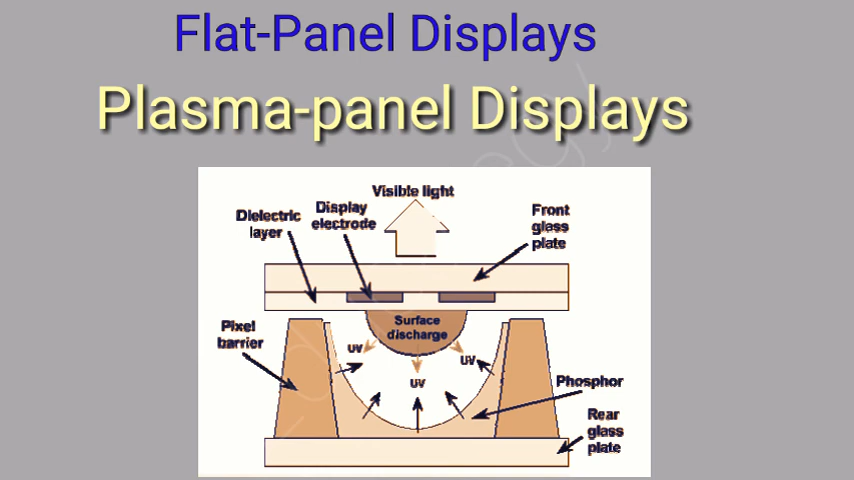 Flat-Panel Displays
Plasma-panel Displays
Visible light
Dielectric
layer
Display
electrode
Front
glass
plate
Surface
discharge
Pixel
barrier
UV
UV
UV
Phosphor
Rear
glass
plate